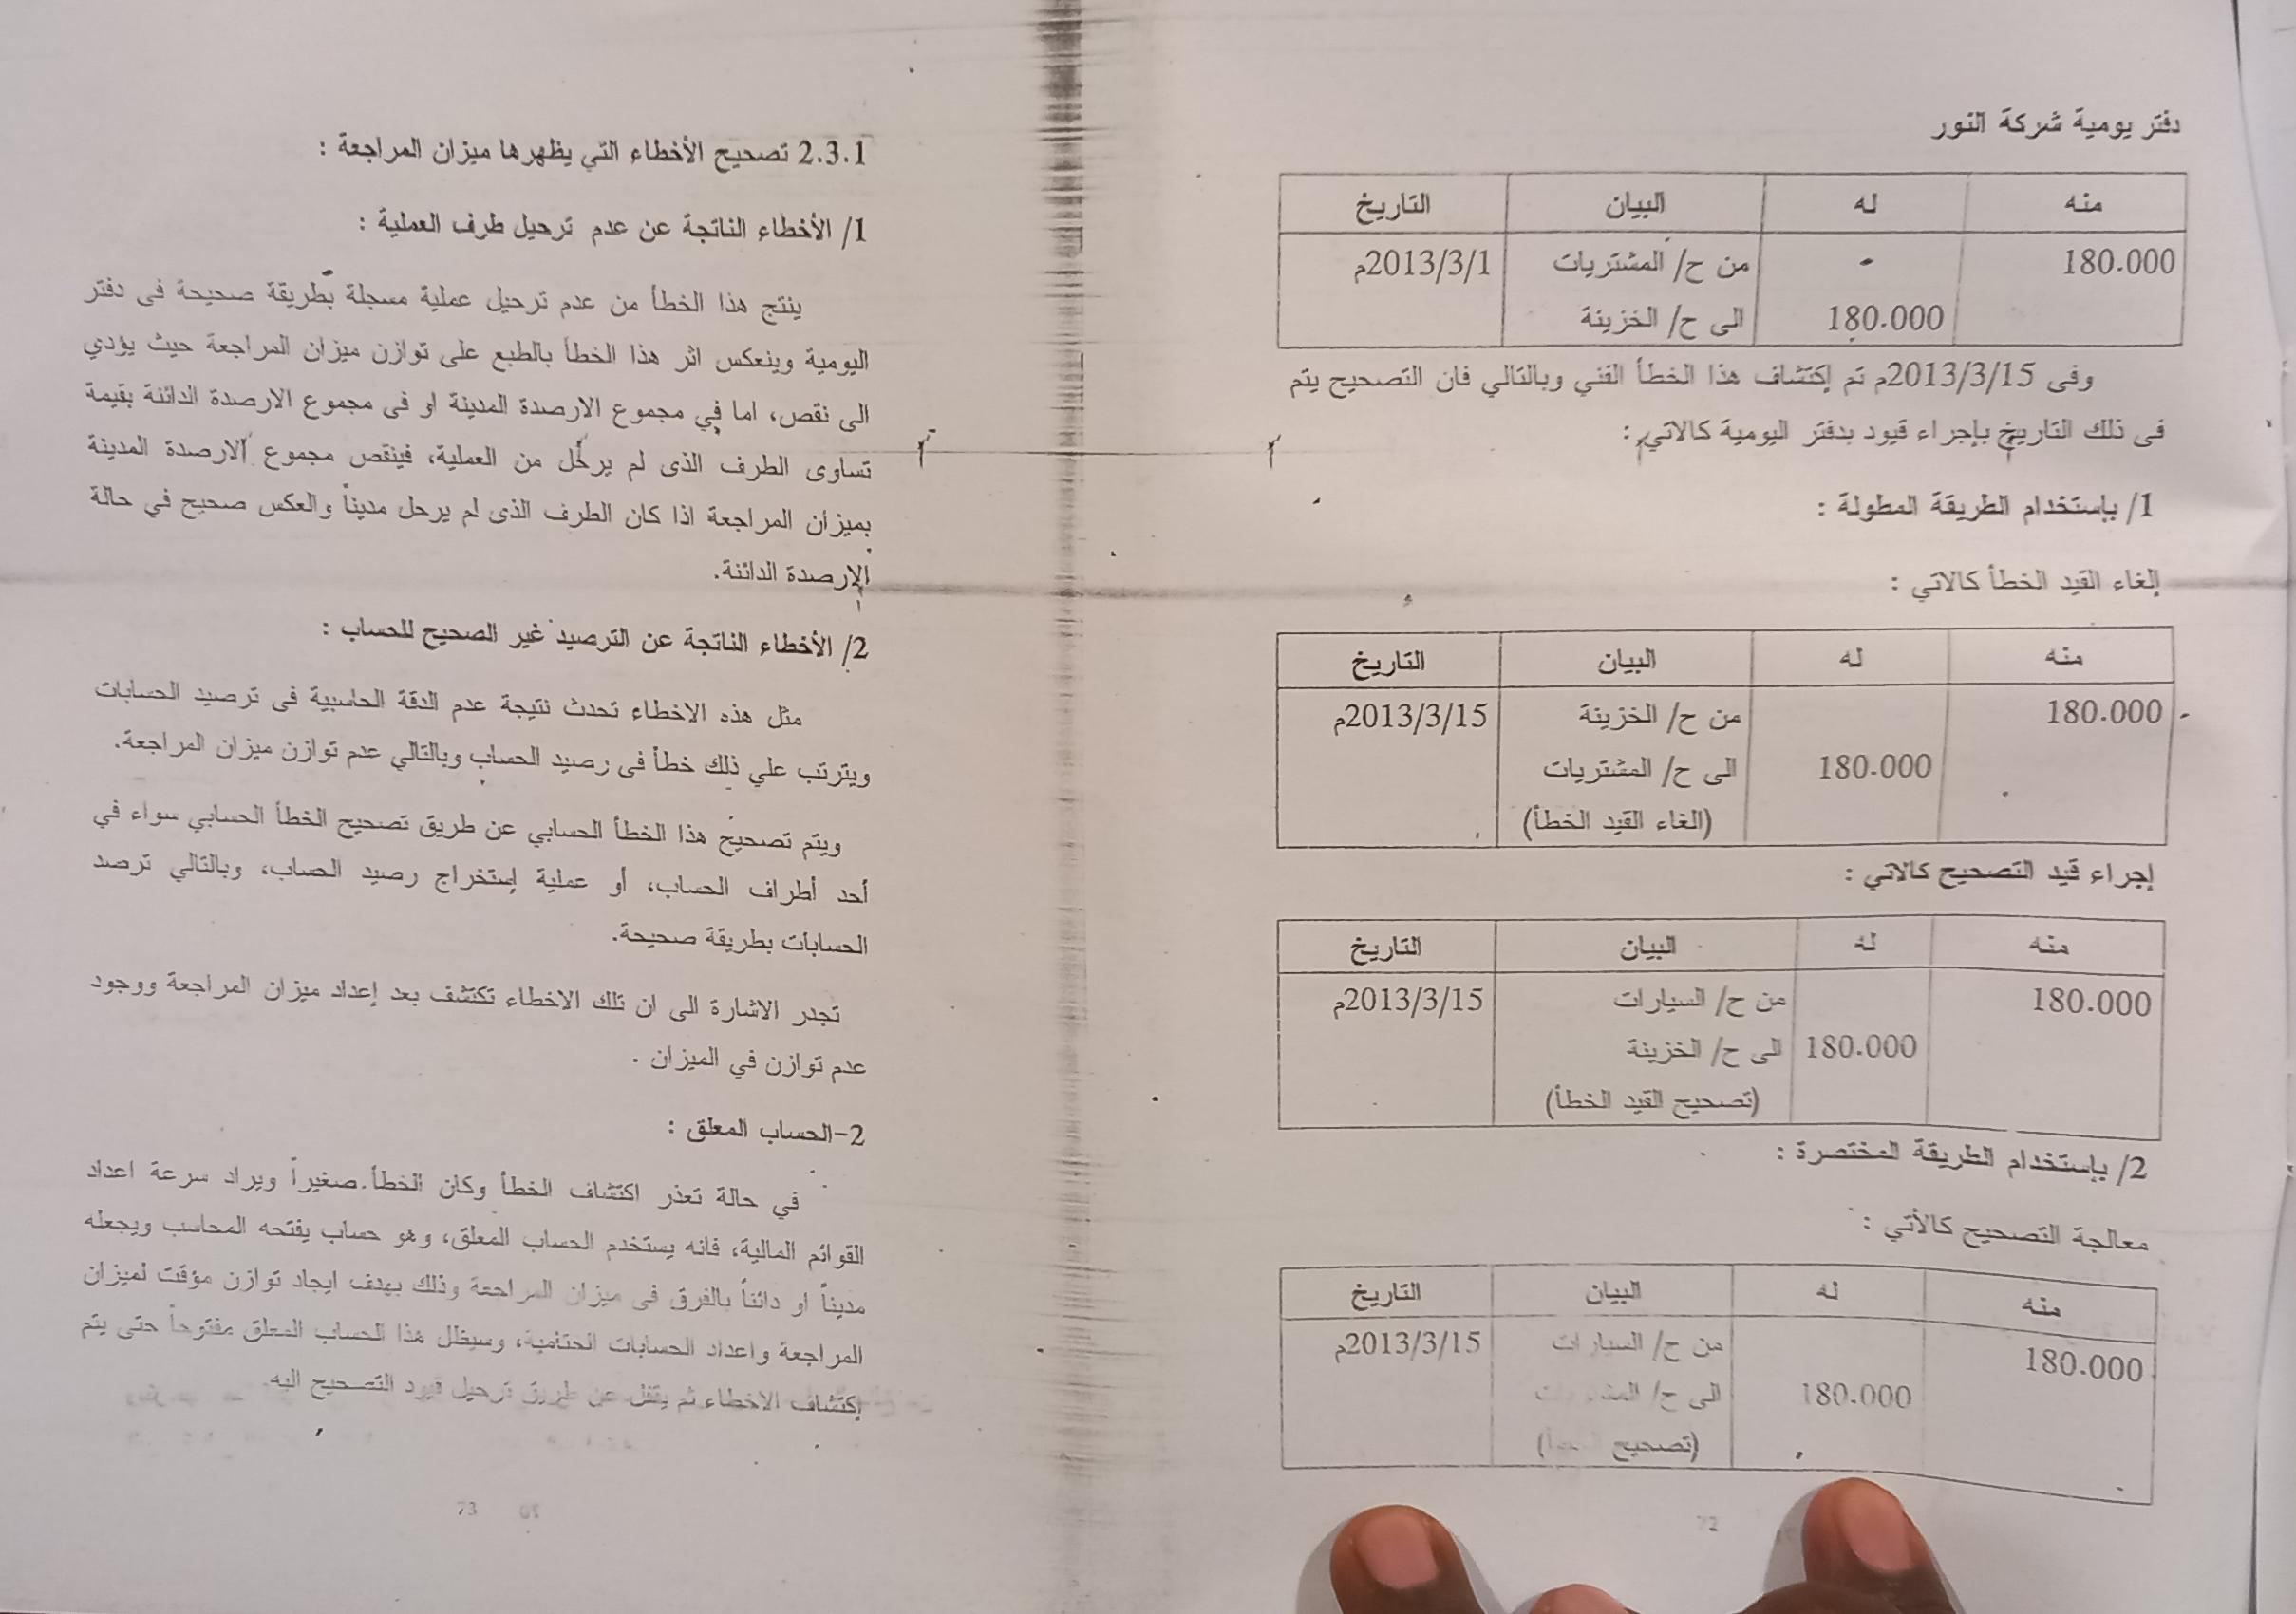 دفتر يومية شركة النور
منه له البيان التاريخ
180.000 - من ح/ المشتريات 2013/3/1م
180.000 الى ح/ الخزينة
وفى 2013/3/15م تم إكتشاف هذا الخطأ الفني وبالتالي فان التصحيح يتم
فى ذلك التاريخ بإجراء قيود بدفتر اليومية كالاتي :
1/ بإستخدام الطريقة المطولة :
إلغاء القيد الخطأ كالاتي :
منه له البيان التاريخ
180.000 من ح/ الخزينة 2013/3/15م
180.000 الى ح/ المشتريات
(الغاء القيد الخطأ)
إجراء قيد التصحيح كالاتي :
منه له البيان التاريخ
180.000 من ح/ السيارات 2013/3/15م
180.000 الى ح/ الخزينة
(تصحيح القيد الخطأ)
2/ بإستخدام الطريقة المختصرة :
معالجة التصحيح كالأتي :
منه له البيان التاريخ
180.000 من ح/ السيارات 2013/3/15م
180.000 الى ح/
(تصحيح
72
2.3.1 تصحيح الأخطاء التي يظهرها ميزان المراجعة :
1/ الأخطاء الناتجة عن عدم ترحيل طرف العملية :
ينتج هذا الخطأ من عدم ترحيل عملية مسجلة بطريقة صحيحة فى دفتر
اليومية وينعكس اثر هذا الخطأ بالطبع على توازن ميزان المراجعة حيث يؤدي
الى نقص، اما في مجموع الارصدة المدينة او فى مجموع الارصدة الدائنة بقيمة
تساوى الطرف الذى لم يرحل من العملية، فينقص مجموع الارصدة المدينة
بميزان المراجعة اذا كان الطرف الذى لم يرحل مديناً والعكس صحيح في حالة
الارصدة الدائنة.
2/ الأخطاء الناتجة عن الترصيد غير الصحيح للحساب :
مثل هذه الاخطاء تحدث نتيجة عدم الدقة الحاسبية فى ترصيد الحسابات
ويترتب علي ذلك خطأ فى رصيد الحساب وبالتالي عدم توازن ميزان المراجعة.
ويتم تصحيح هذا الخطأ الحسابي عن طريق تصحيح الخطأ الحسابي سواء في
أحد أطراف الحساب، أو عملية إستخراج رصيد الحساب، وبالتالي ترصد
الحسابات بطريقة صحيحة.
تجدر الاشارة الى ان تلك الاخطاء تكتشف بعد إعداد ميزان المراجعة ووجود
عدم توازن في الميزان .
2-الحساب المعلق :
في حالة تعذر اكتشاف الخطأ وكان الخطأ صغيراً ويراد سرعة اعداد
القوائم المالية، فانه يستخدم الحساب المعلق، وهو حساب يفتحه المحاسب ويجعله
مديناً او دائناً بالفرق فى ميزان المراجعة وذلك بهدف ايجاد توازن مؤقت لميزان
المراجعة واعداد الحسابات الختامية، وسيظل هذا الحساب المعلق مفتوحاً حتى يتم
إكتشاف الاخطاء ثم يقفل عن طريق ترحيل قيود التصحيح اليه.
73